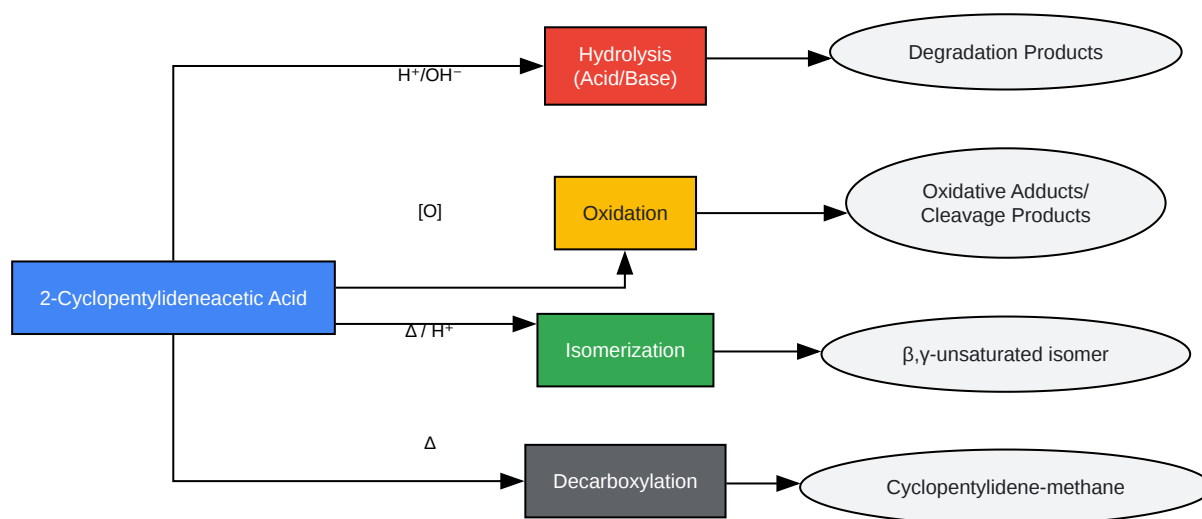 H⁺/OH⁻
Hydrolysis
(Acid/Base)
Degradation Products
[O]
Oxidation
Oxidative Adducts/
Cleavage Products
2-Cyclopentylideneacetic Acid
Δ / H⁺
Isomerization
β,γ-unsaturated isomer
Δ
Decarboxylation
Cyclopentylidene-methane